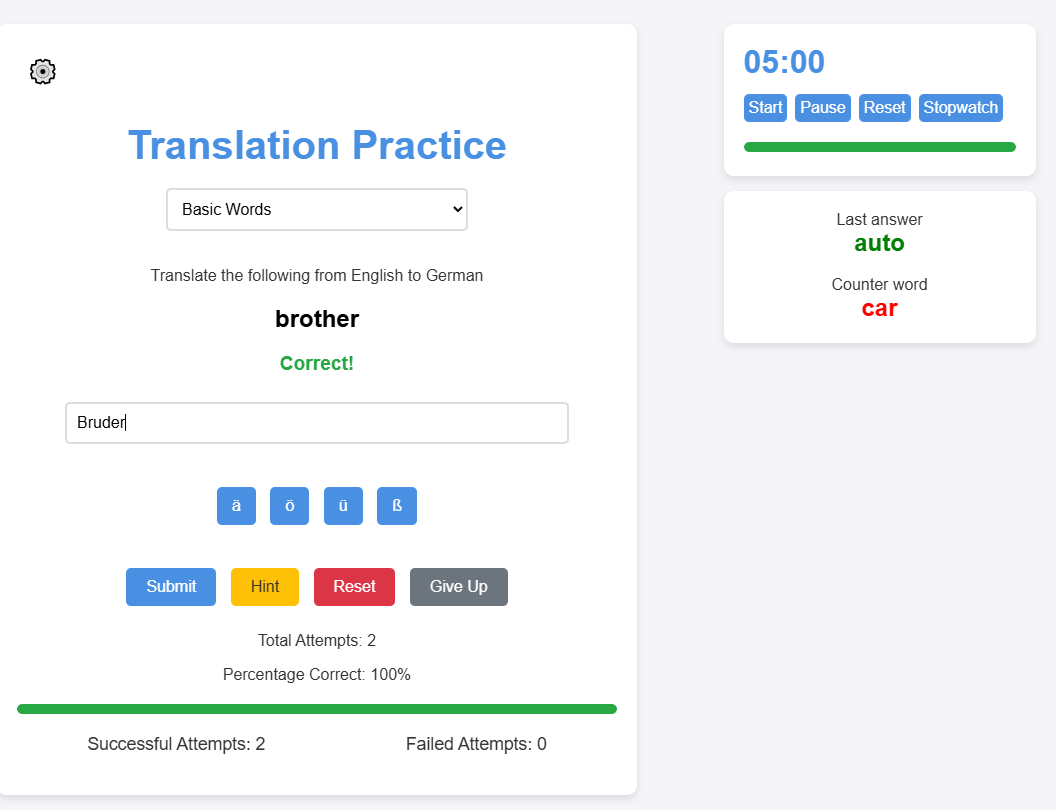 Translation Practice
Basic Words
Translate the following from English to German
brother
Correct!
Bruder
ä ö ü ß
Submit Hint Reset Give Up
Total Attempts: 2
Percentage Correct: 100%
Successful Attempts: 2 Failed Attempts: 0
05:00
Start Pause Reset Stopwatch
Last answer
auto
Counter word
car